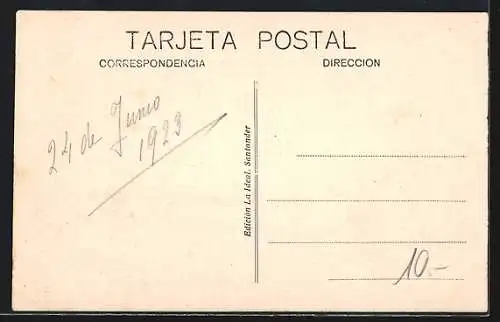 TARJETA POSTAL
CORRESPONDENCIA
DIRECCION
24 de Junio
1923
Edición La Ideal. Santander
10.-